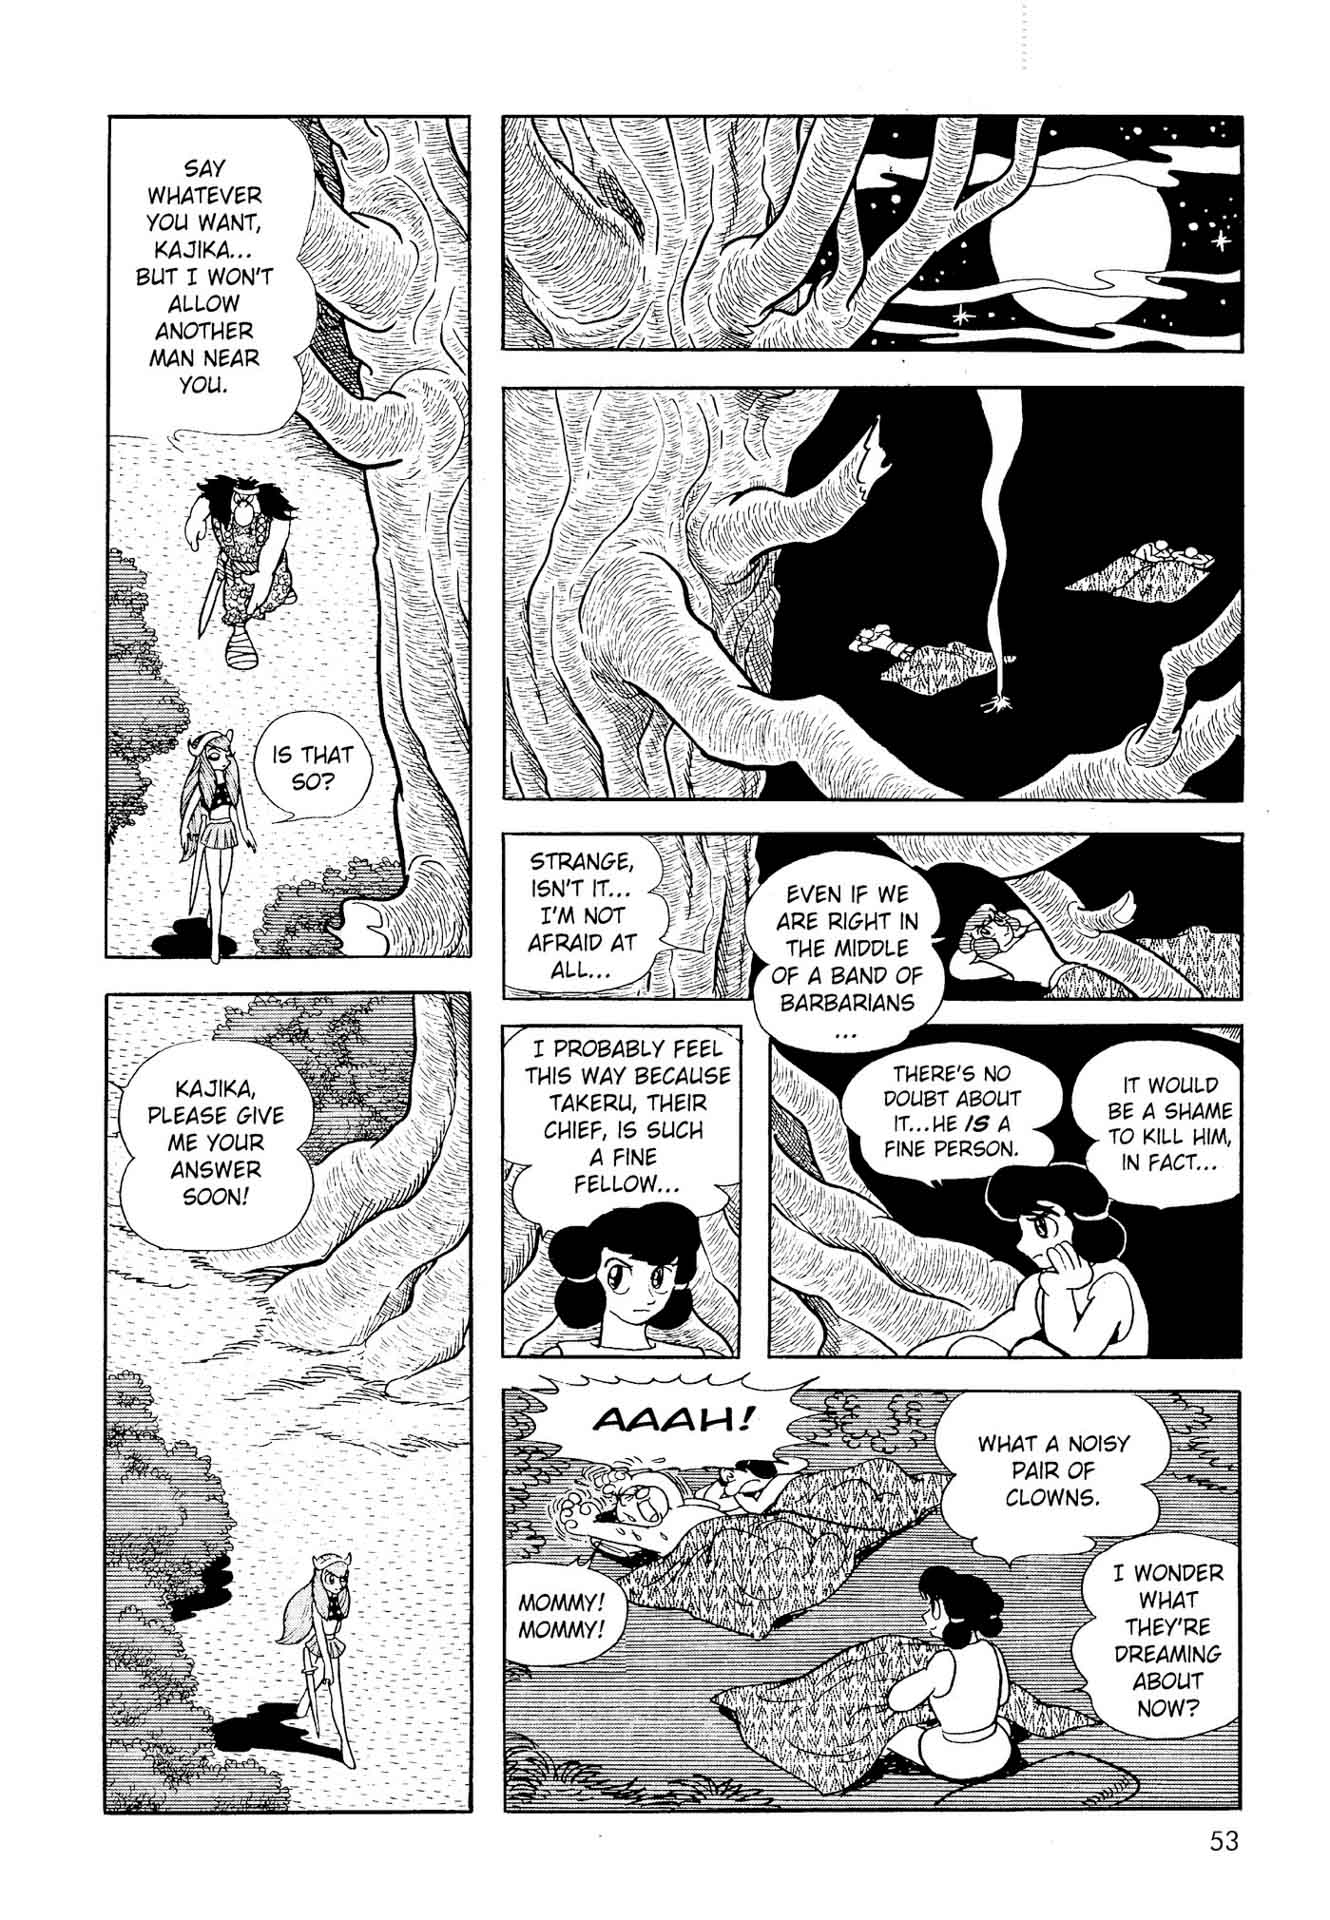 SAY
WHATEVER
YOU WANT,
KAJIKA...
BUT I WON'T
ALLOW
ANOTHER
MAN NEAR
YOU.
IS THAT
SO?
KAJIKA,
PLEASE GIVE
ME YOUR
ANSWER
SOON!
STRANGE,
ISN'T IT...
I'M NOT
AFRAID AT
ALL...
EVEN IF WE
ARE RIGHT IN
THE MIDDLE
OF A BAND OF
BARBARIANS
...
I PROBABLY FEEL
THIS WAY BECAUSE
TAKERU, THEIR
CHIEF, IS SUCH
A FINE
FELLOW...
THERE'S NO
DOUBT ABOUT
IT...HE IS A
FINE PERSON.
IT WOULD
BE A SHAME
TO KILL HIM,
IN FACT...
AAAH!
MOMMY!
MOMMY!
WHAT A NOISY
PAIR OF
CLOWNS.
I WONDER
WHAT
THEY'RE
DREAMING
ABOUT
NOW?
53